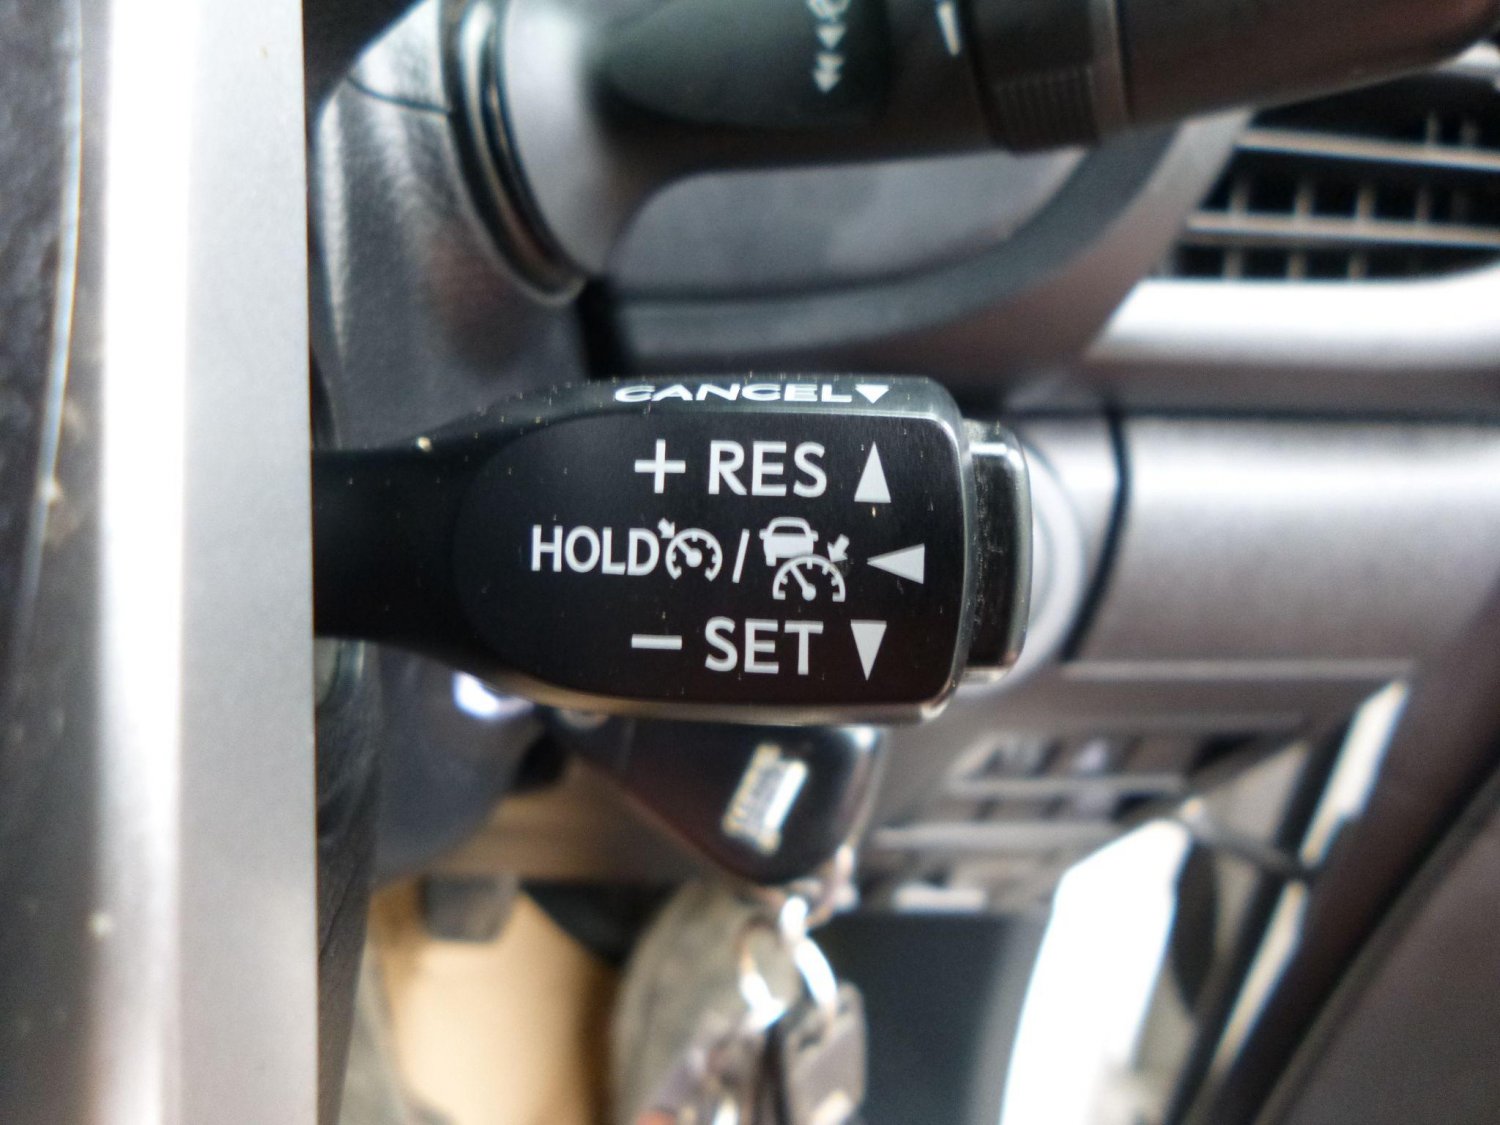 CANCEL▼
+ RES ▲
HOLD / ◀
− SET ▼